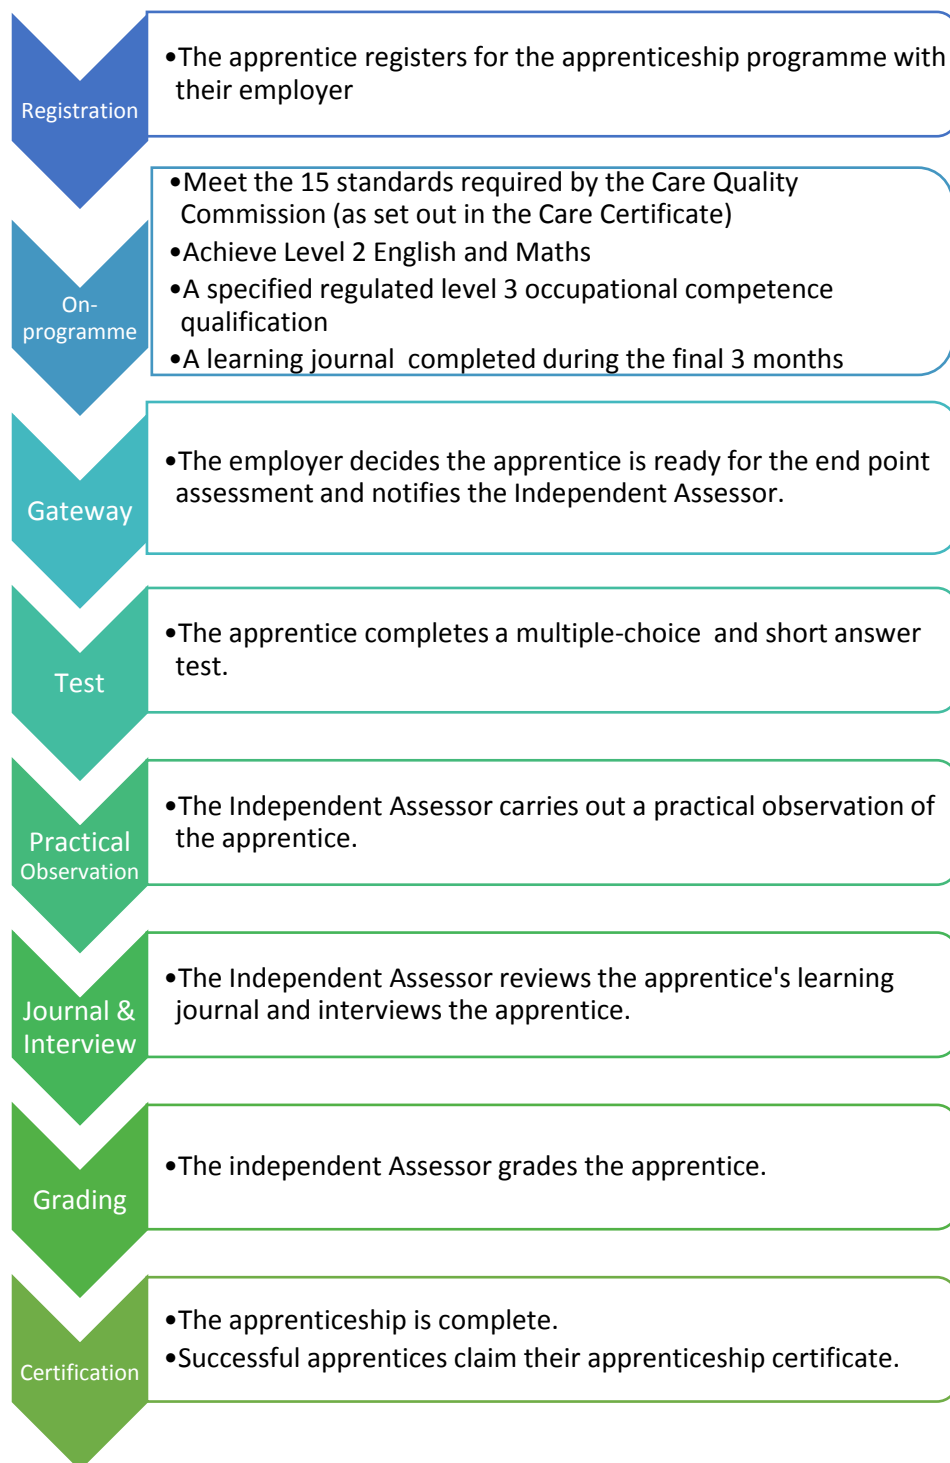 Registration
•The apprentice registers for the apprenticeship programme with
their employer
On-
programme
•Meet the 15 standards required by the Care Quality
Commission (as set out in the Care Certificate)
•Achieve Level 2 English and Maths
•A specified regulated level 3 occupational competence
qualification
•A learning journal  completed during the final 3 months
Gateway
•The employer decides the apprentice is ready for the end point
assessment and notifies the Independent Assessor.
Test
•The apprentice completes a multiple-choice  and short answer
test.
Practical
Observation
•The Independent Assessor carries out a practical observation of
the apprentice.
Journal &
Interview
•The Independent Assessor reviews the apprentice's learning
journal and interviews the apprentice.
Grading
•The independent Assessor grades the apprentice.
Certification
•The apprenticeship is complete.
•Successful apprentices claim their apprenticeship certificate.